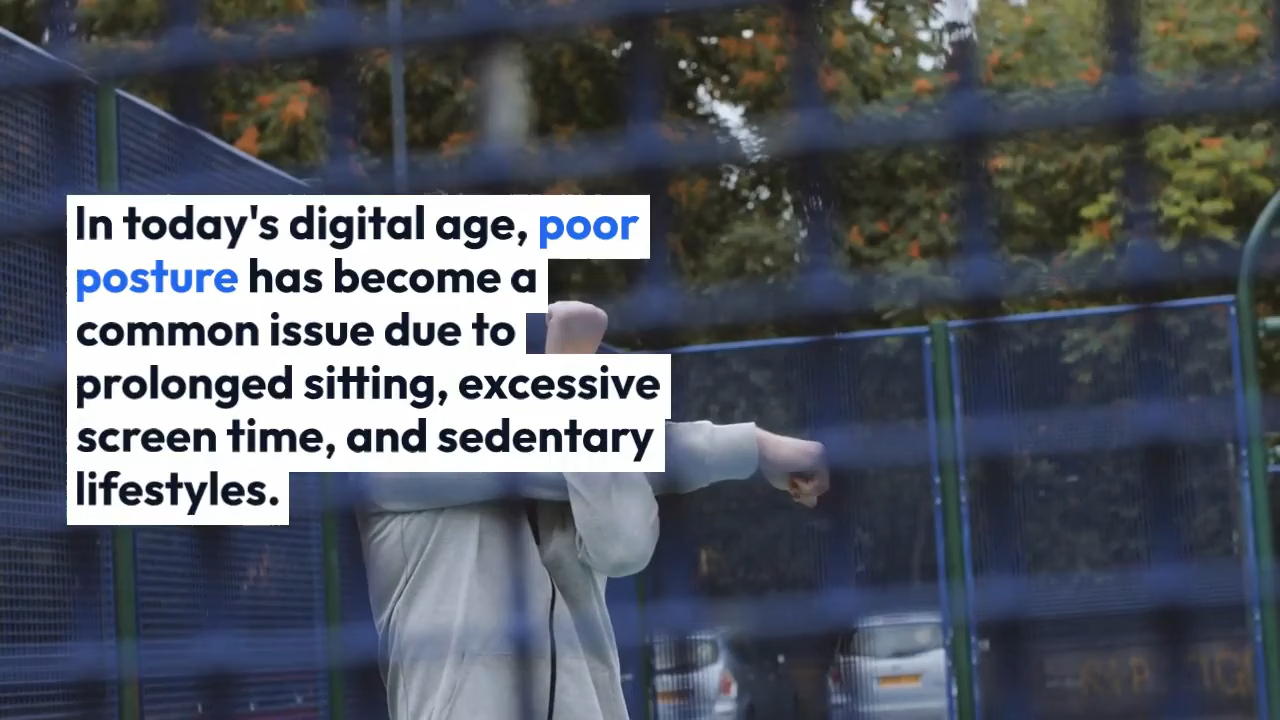 In today's digital age, poor
posture has become a
common issue due to
prolonged sitting, excessive
screen time, and sedentary
lifestyles.